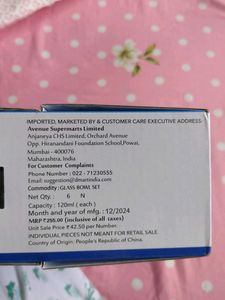 IMPORTED, MARKETED BY & CUSTOMER CARE EXECUTIVE ADDRESS
Avenue Supermarts Limited
Anjaneya CHS Limited, Orchard Avenue
Opp. Hiranandani Foundation School,Powai,
Mumbai - 400076
Maharashtra, India
For Customer Complaints
Phone : 022 - 71230555
Email : suggestion@dmartindia.com
Commodity: GLASS BOWL SET
Net Qty. : 6 N
Capacity : 120ml ( each )
Month and year of mfg. : 12/2024
MRP ₹ 255.00 (inclusive of all taxes)
Unit Sale Price ₹ 42.50 per Number.
INDIVIDUAL PIECES NOT MEANT FOR RETAIL SALE.
Country of Origin: People's Republic of China.